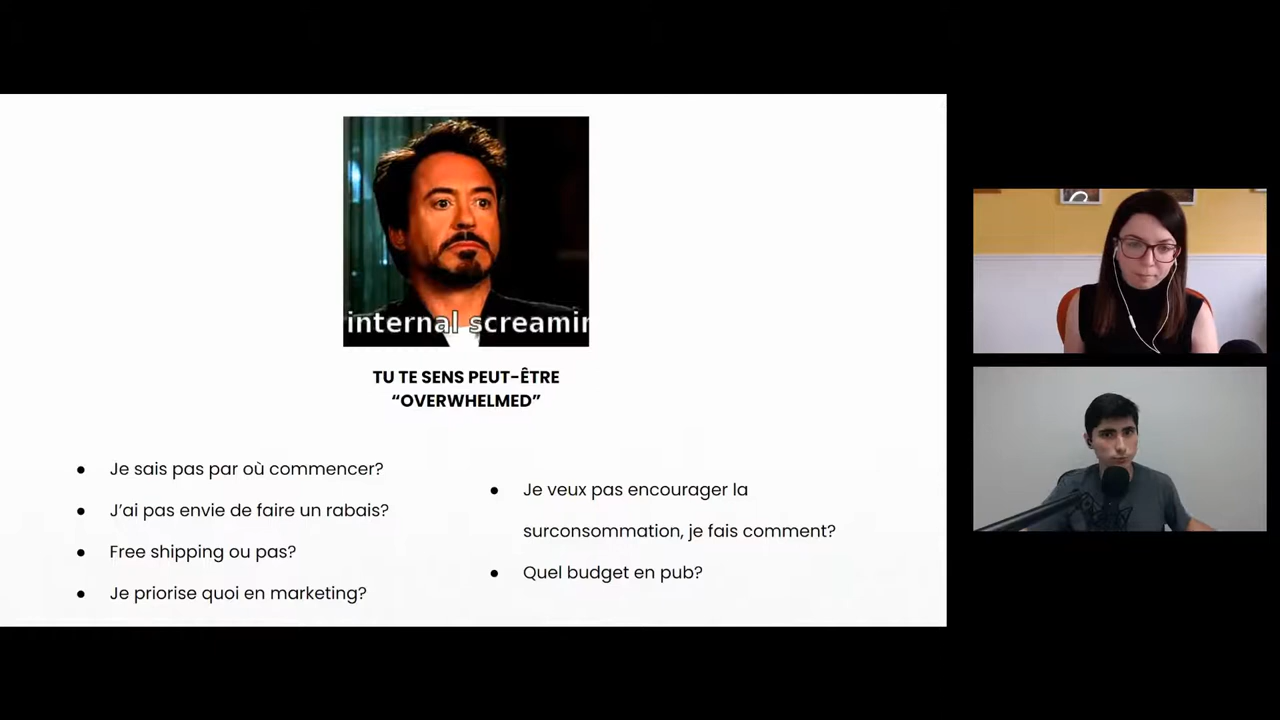 internal screamin
TU TE SENS PEUT-ÊTRE
“OVERWHELMED”
Je sais pas par où commencer?
J’ai pas envie de faire un rabais?
Free shipping ou pas?
Je priorise quoi en marketing?
Je veux pas encourager la
surconsommation, je fais comment?
Quel budget en pub?